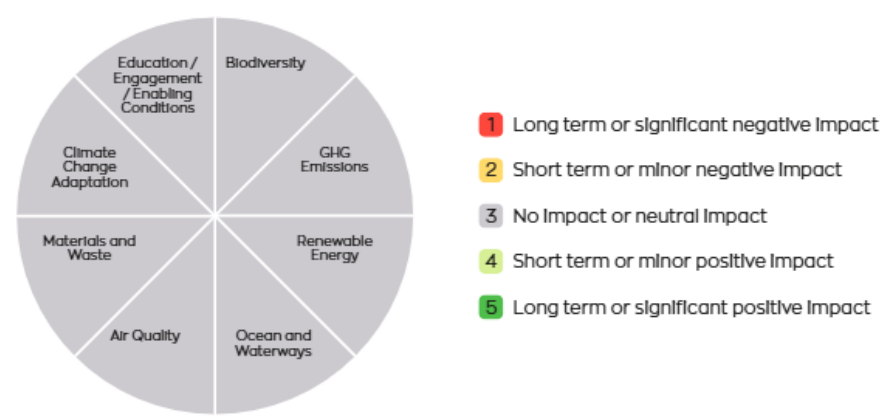 Education /
Engagement
/ Enabling
Conditions
Biodiversity
GHG
Emissions
Renewable
Energy
Ocean and
Waterways
Air Quality
Materials and
Waste
Climate
Change
Adaptation
1 Long term or significant negative impact
2 Short term or minor negative impact
3 No impact or neutral impact
4 Short term or minor positive impact
5 Long term or significant positive impact